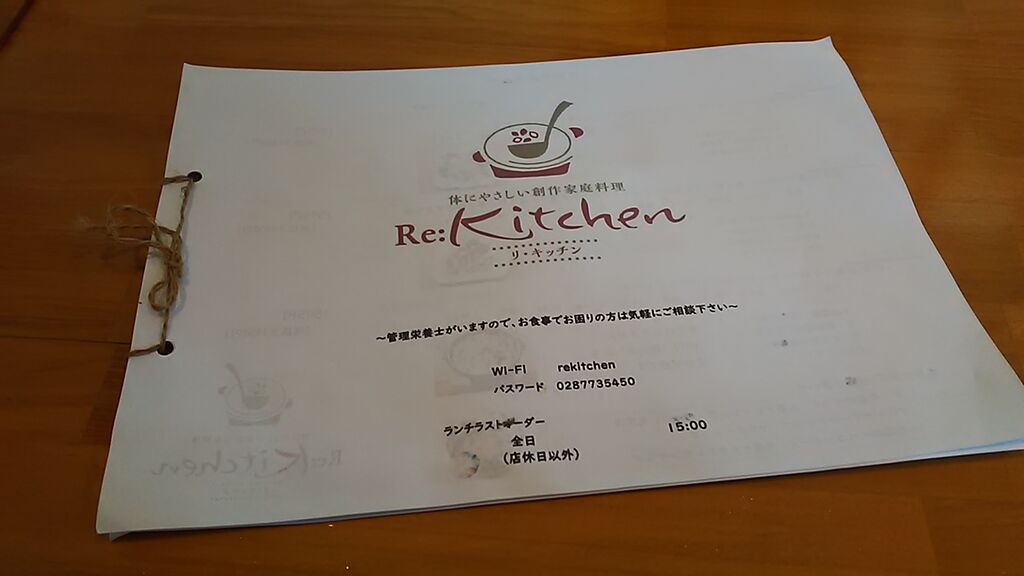 体にやさしい創作家庭料理
Re:Kitchen
リ・キッチン
～管理栄養士がいますので、お食事でお困りの方は気軽にご相談下さい～
Wi-Fi rekitchen
パスワード 0287735450
ランチラストオーダー 15:00
全日
(店休日以外)
Re:Kitchen